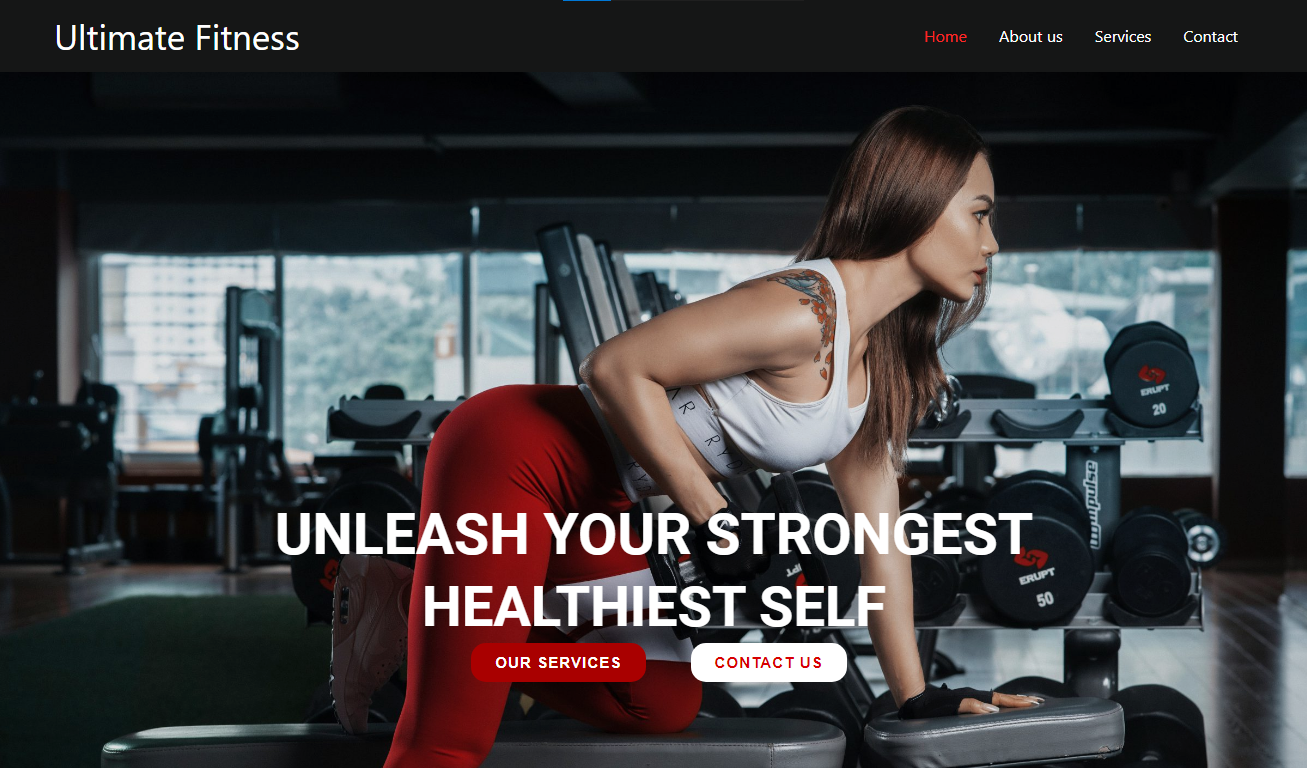 Ultimate Fitness
Home About us Services Contact
ERUPT
20
UNLEASH YOUR STRONGEST
HEALTHIEST SELF
ERUPT
50
OUR SERVICES CONTACT US